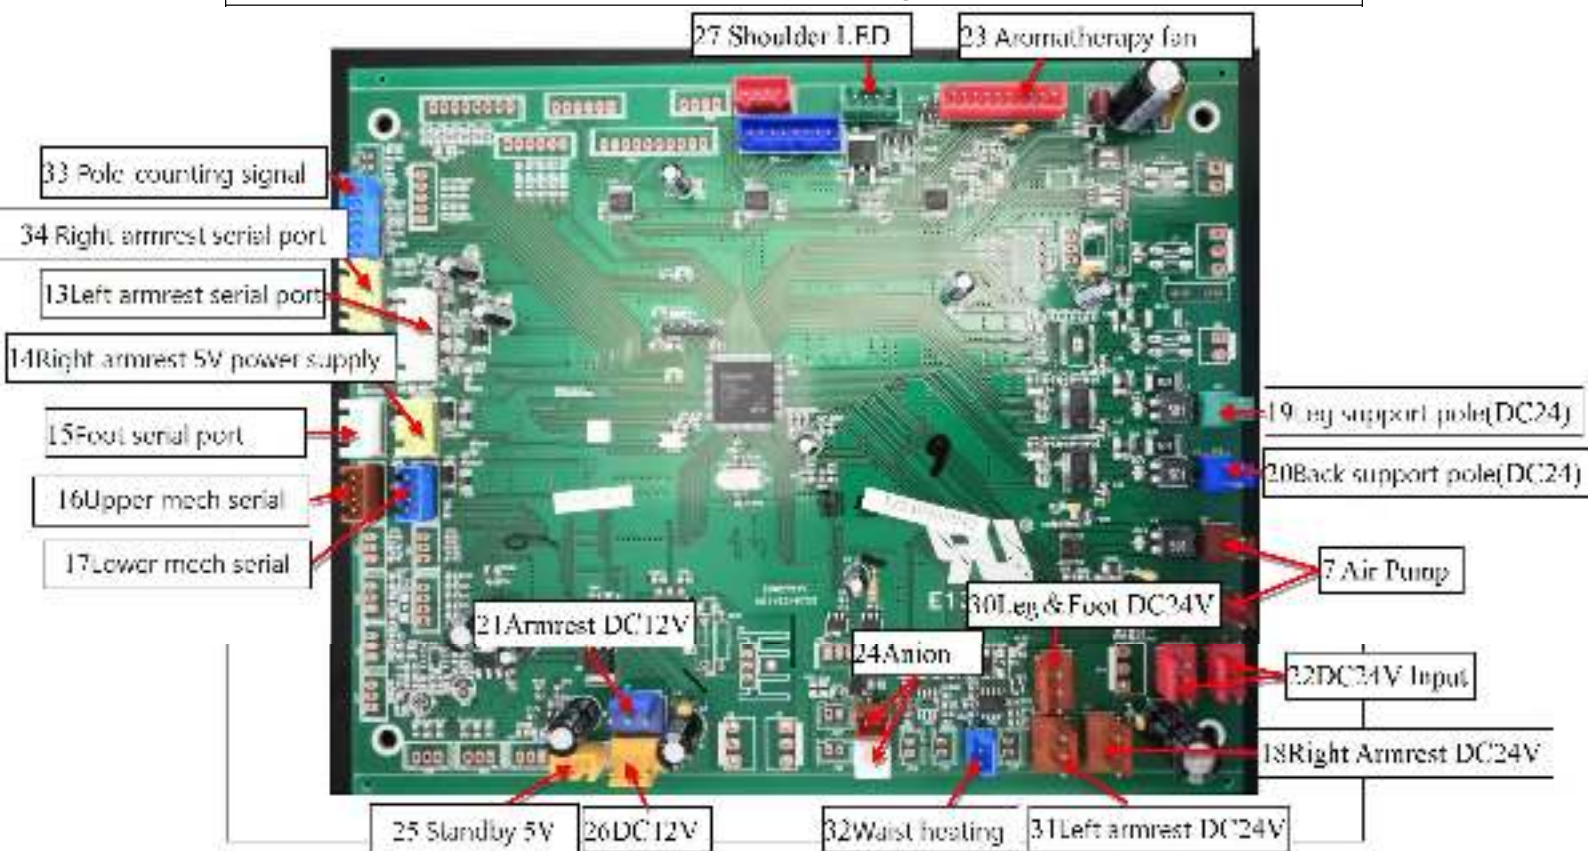 27 Shoulder LED
23 Aromatherapy fan
33 Pole counting signal
34 Right armrest serial port
13Left armrest serial port
14Right armrest 5V power supply
15Foot serial port
16Upper mech serial
17Lower mech serial
19Leg support pole(DC24)
20Back support pole(DC24)
9
7 Air Pump
30Leg & Foot DC24V
21Armrest DC12V
24Anion
22DC24V Input
18Right Armrest DC24V
25 Standby 5V
26DC12V
32Waist heating
31Left armrest DC24V